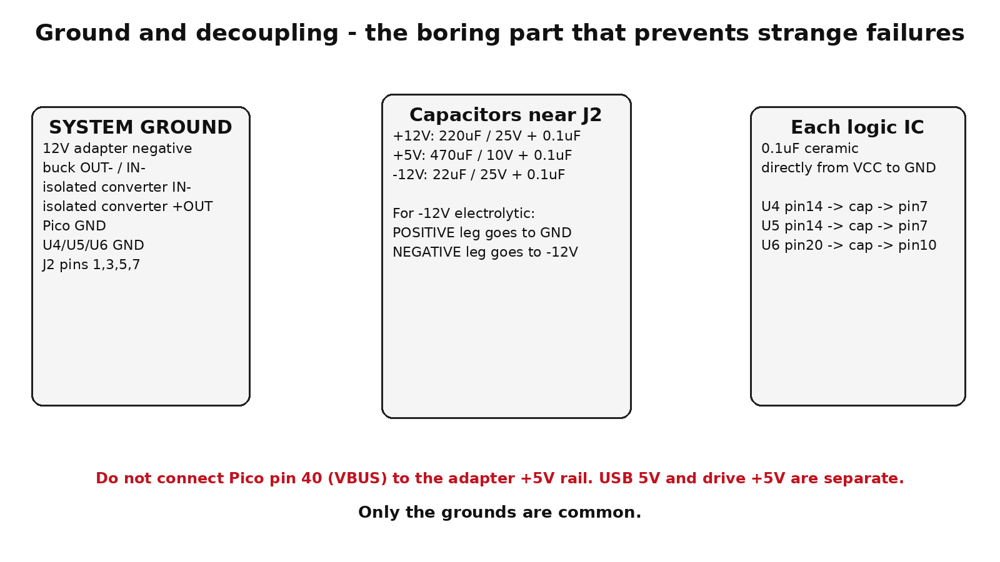 Ground and decoupling - the boring part that prevents strange failures
SYSTEM GROUND
12V adapter negative
buck OUT- / IN-
isolated converter IN-
isolated converter +OUT
Pico GND
U4/U5/U6 GND
J2 pins 1,3,5,7
Capacitors near J2
+12V: 220uF / 25V + 0.1uF
+5V: 470uF / 10V + 0.1uF
-12V: 22uF / 25V + 0.1uF
For -12V electrolytic:
POSITIVE leg goes to GND
NEGATIVE leg goes to -12V
Each logic IC
0.1uF ceramic
directly from VCC to GND
U4 pin14 -> cap -> pin7
U5 pin14 -> cap -> pin7
U6 pin20 -> cap -> pin10
Do not connect Pico pin 40 (VBUS) to the adapter +5V rail. USB 5V and drive +5V are separate.
Only the grounds are common.